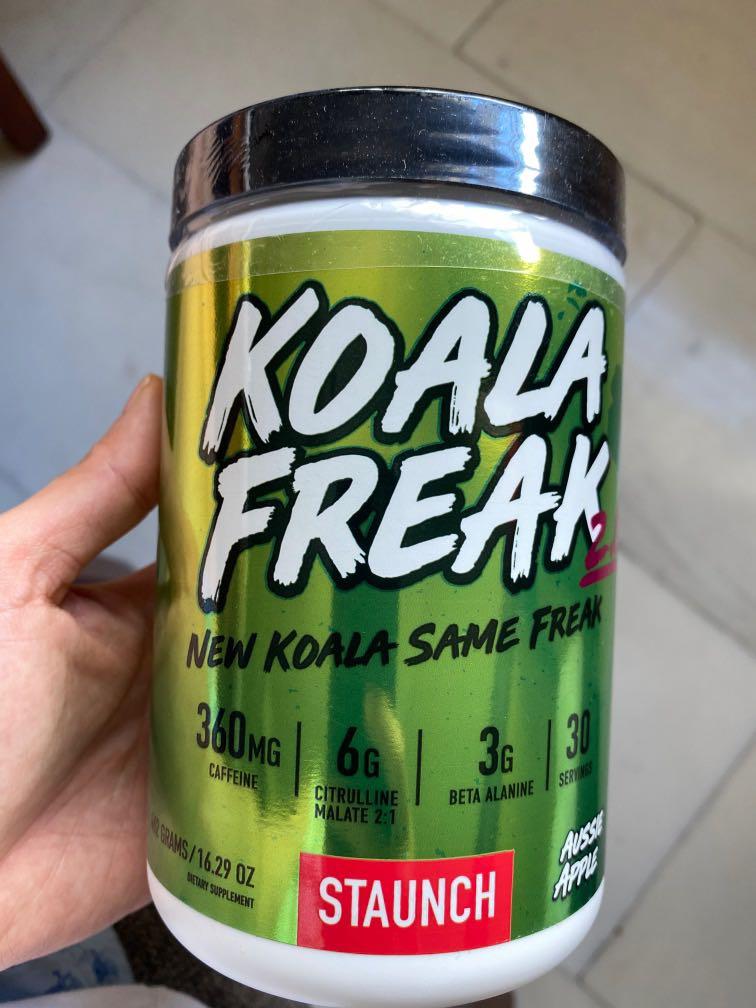 KOALA
FREAK
NEW KOALA SAME FREAK
360MG
CAFFEINE
6G
CITRULLINE
MALATE 2:1
3G
BETA ALANINE
30
SERVINGS
GRAMS/16.29 OZ
DIETARY SUPPLEMENT
STAUNCH
AUSSIE
APPLE